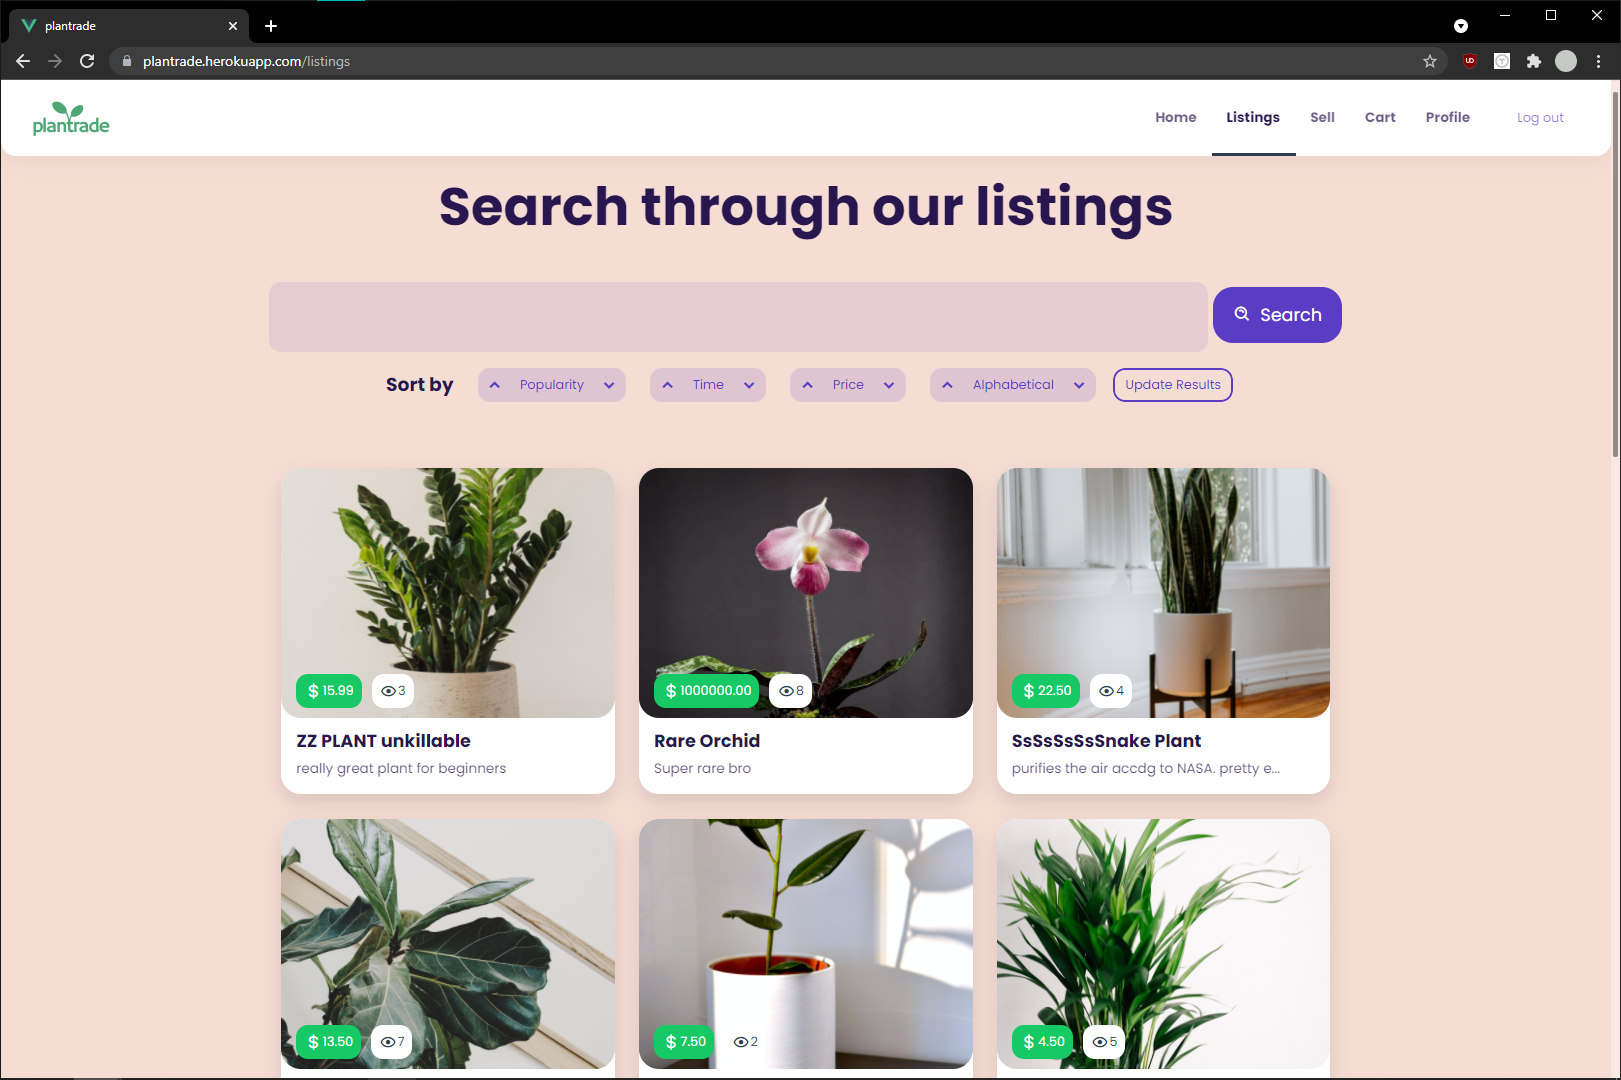 plantrade
plantrade.herokuapp.com/listings
plantrade
Home Listings Sell Cart Profile Log out
Search through our listings
Search
Sort by Popularity Time Price Alphabetical Update Results
$ 15.99 3
ZZ PLANT unkillable
really great plant for beginners
$ 1000000.00 8
Rare Orchid
Super rare bro
$ 22.50 4
SsSsSsSsSnake Plant
purifies the air accdg to NASA. pretty e...
$ 13.50 7
$ 7.50 2
$ 4.50 5